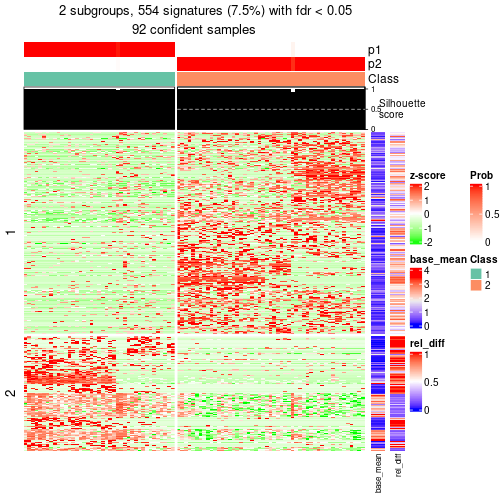 2 subgroups, 554 signatures (7.5%) with fdr < 0.05
92 confident samples
p1
p2
Class
1
0.5
0
Silhouette
score
1
2
z-score
2
1
0
-1
-2
Prob
1
0.5
0
base_mean
4
3
2
1
0
Class
1
2
rel_diff
1
0.5
0
base_mean
rel_diff